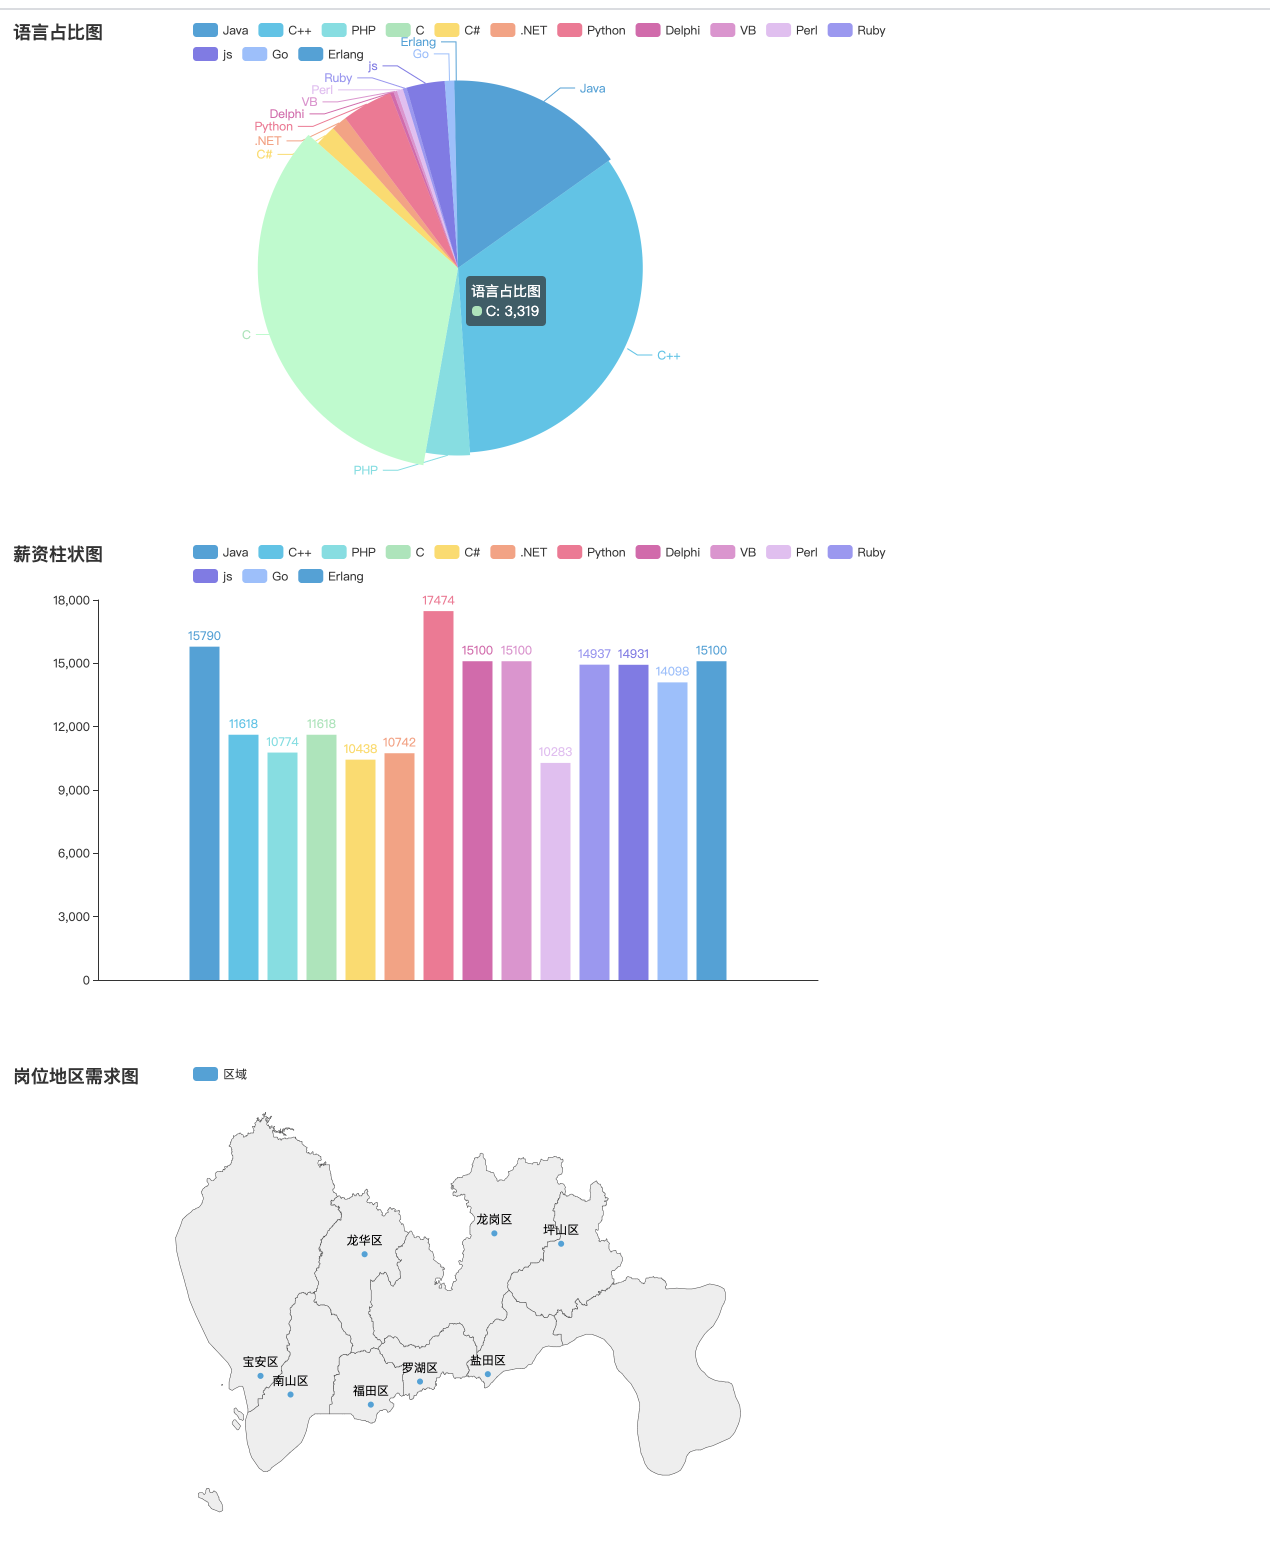 语言占比图
Java C++ PHP C C# .NET Python Delphi VB Perl Ruby
js Go Erlang
Erlang
Go
js
Ruby
Perl
VB
Delphi
Python
.NET
C#
Java
语言占比图
C: 3,319
C
C++
PHP
薪资柱状图
Java C++ PHP C C# .NET Python Delphi VB Perl Ruby
js Go Erlang
18,000
15,000
12,000
9,000
6,000
3,000
0
15790
11618
10774
11618
10438
10742
17474
15100
15100
10283
14937
14931
14098
15100
岗位地区需求图
区域
龙岗区
坪山区
龙华区
宝安区
南山区
福田区
罗湖区
盐田区